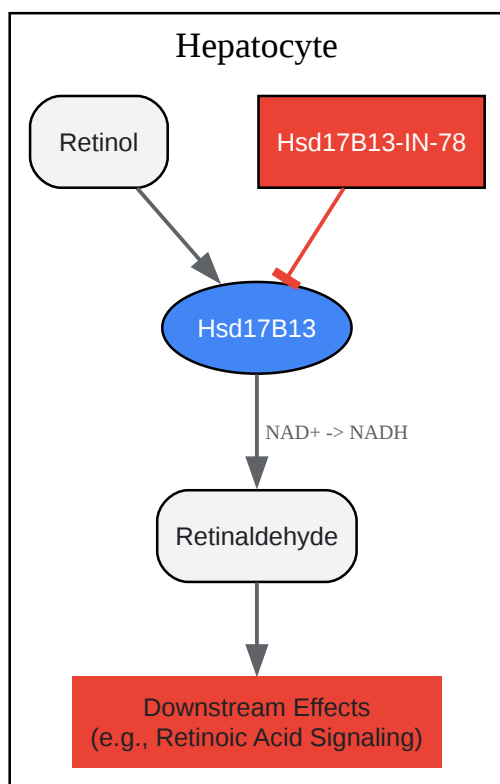 Hepatocyte
Retinol
Hsd17B13-IN-78
Hsd17B13
NAD+ -> NADH
Retinaldehyde
Downstream Effects
(e.g., Retinoic Acid Signaling)